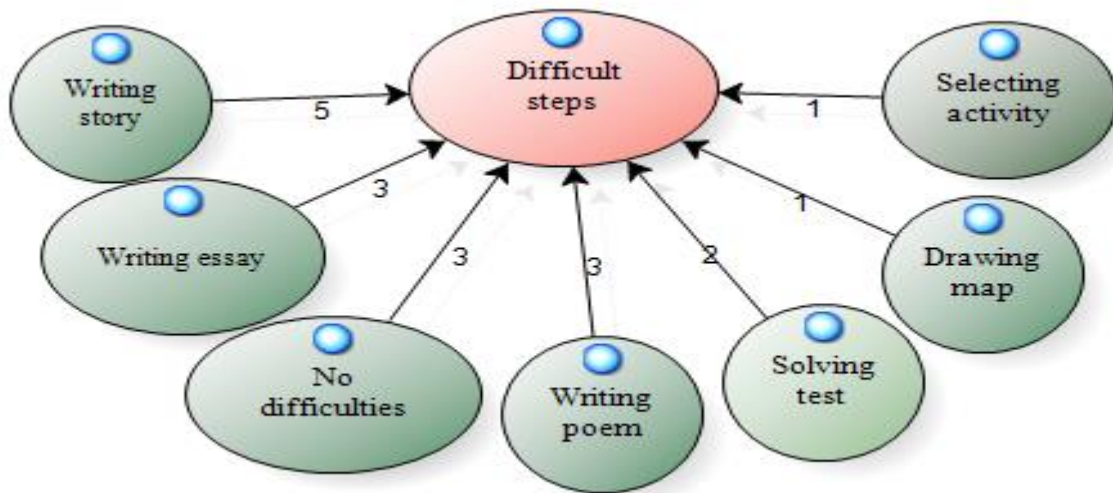 Difficult
steps
Writing
story
5
Selecting
activity
1
Writing essay
3
Drawing
map
1
No
difficulties
3
Writing
poem
3
Solving
test
2